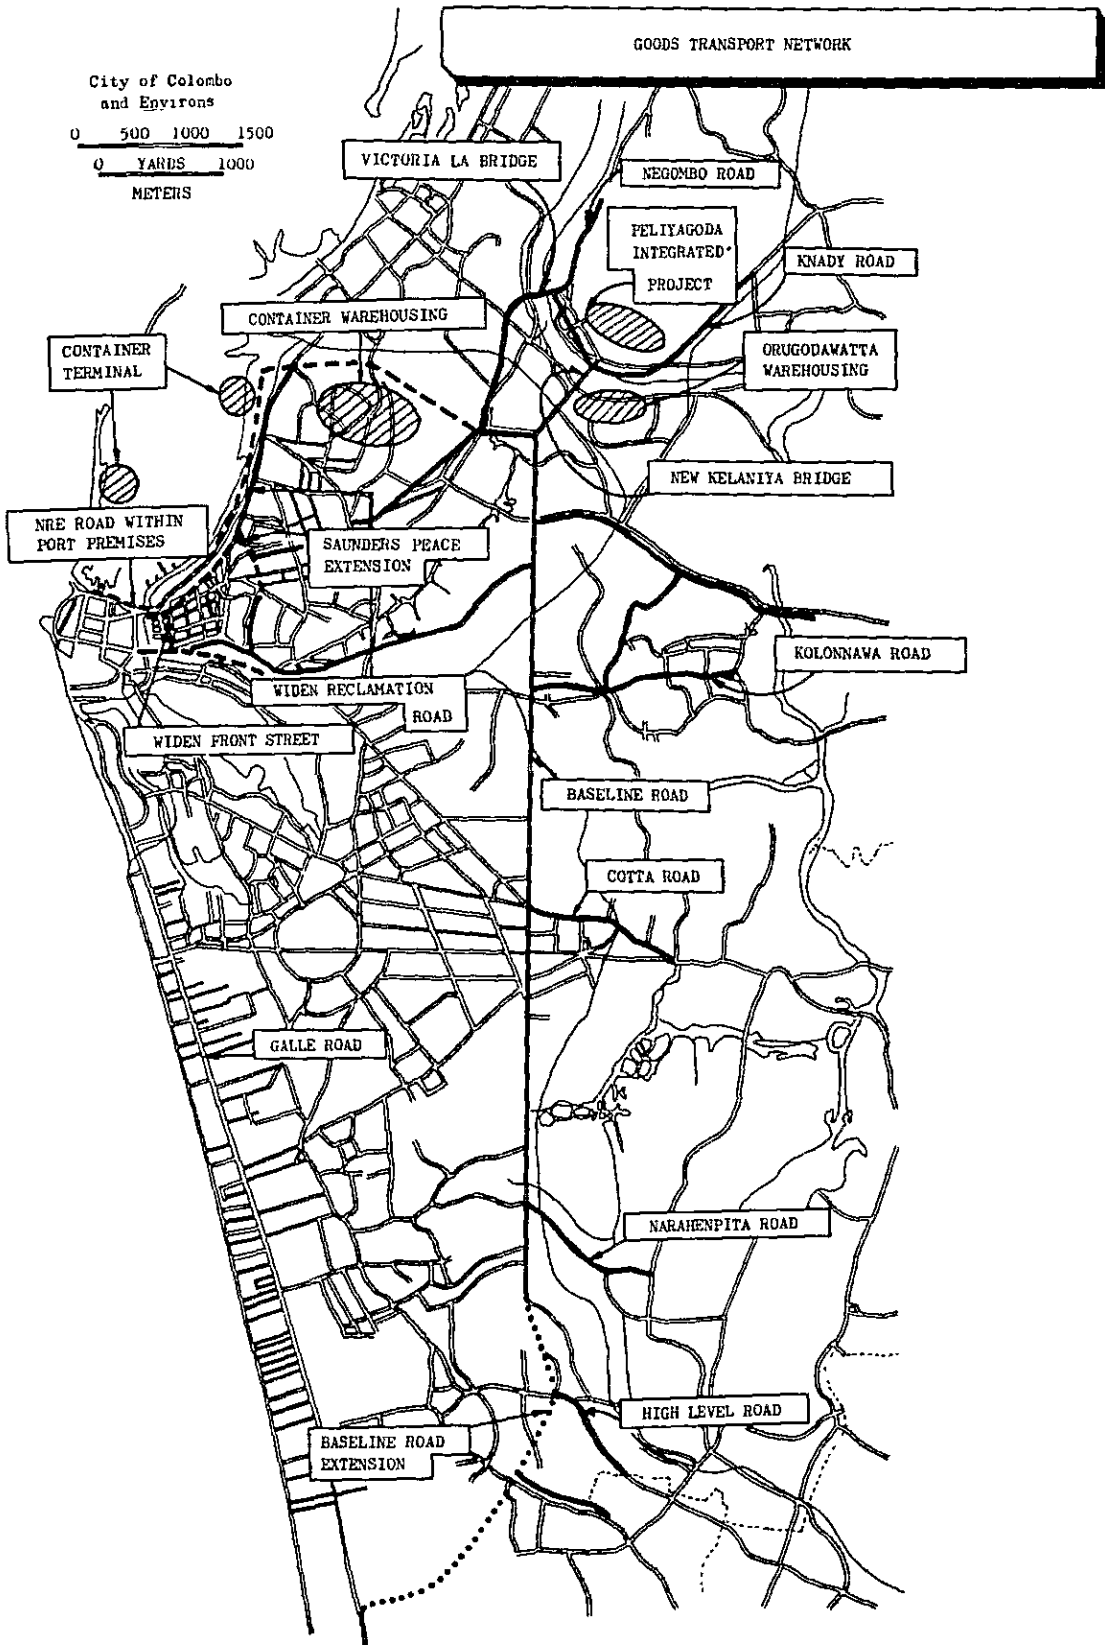 GOODS TRANSPORT NETWORK
City of Colombo
and Environs
0 500 1000 1500
0 YARDS 1000
METERS
VICTORIA LA BRIDGE
NEGOMBO ROAD
PELIYAGODA
INTEGRATED
PROJECT
KNADY ROAD
CONTAINER WAREHOUSING
CONTAINER
TERMINAL
ORUGODAWATTA
WAREHOUSING
NEW KELANIYA BRIDGE
NRE ROAD WITHIN
PORT PREMISES
SAUNDERS PEACE
EXTENSION
KOLONNAWA ROAD
WIDEN RECLAMATION
ROAD
WIDEN FRONT STREET
BASELINE ROAD
COTTA ROAD
GALLE ROAD
NARAHENPITA ROAD
HIGH LEVEL ROAD
BASELINE ROAD
EXTENSION